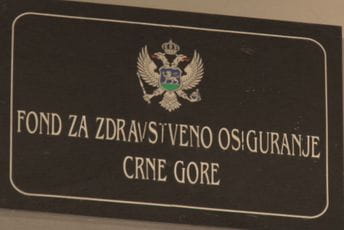 FOND ZA ZDRAVSTVENO OSIGURANJE
CRNE GORE